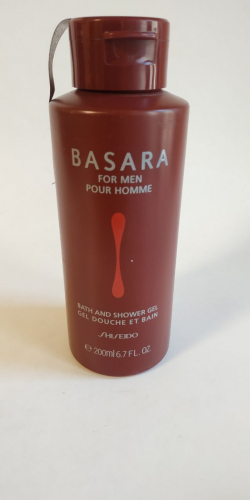 BASARA
FOR MEN
POUR HOMME
BATH AND SHOWER GEL
GEL DOUCHE ET BAIN
SHISEIDO
℮ 200ml 6.7 FL. OZ.